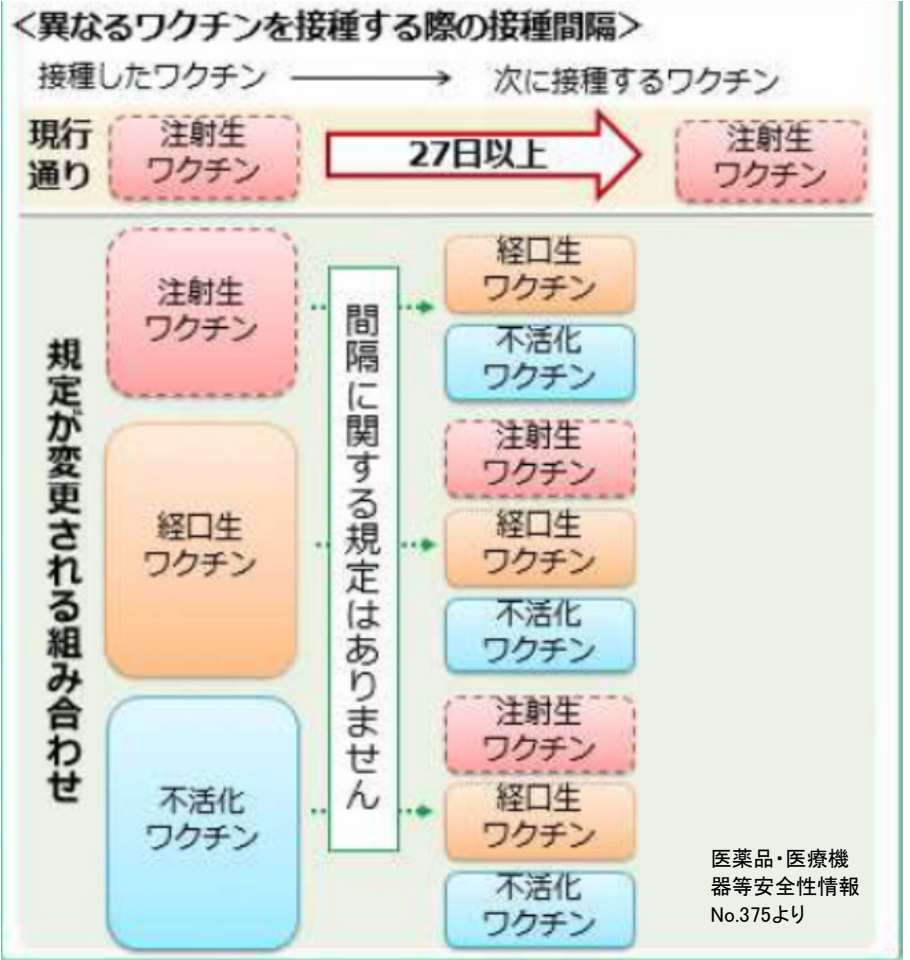 <異なるワクチンを接種する際の接種間隔>
接種したワクチン → 次に接種するワクチン
現行
通り
注射生
ワクチン
27日以上
注射生
ワクチン
規定が変更される組み合わせ
注射生
ワクチン
間隔に関する規定はありません
経口生
ワクチン
不活化
ワクチン
経口生
ワクチン
注射生
ワクチン
経口生
ワクチン
不活化
ワクチン
不活化
ワクチン
注射生
ワクチン
経口生
ワクチン
不活化
ワクチン
医薬品・医療機
器等安全性情報
No.375より